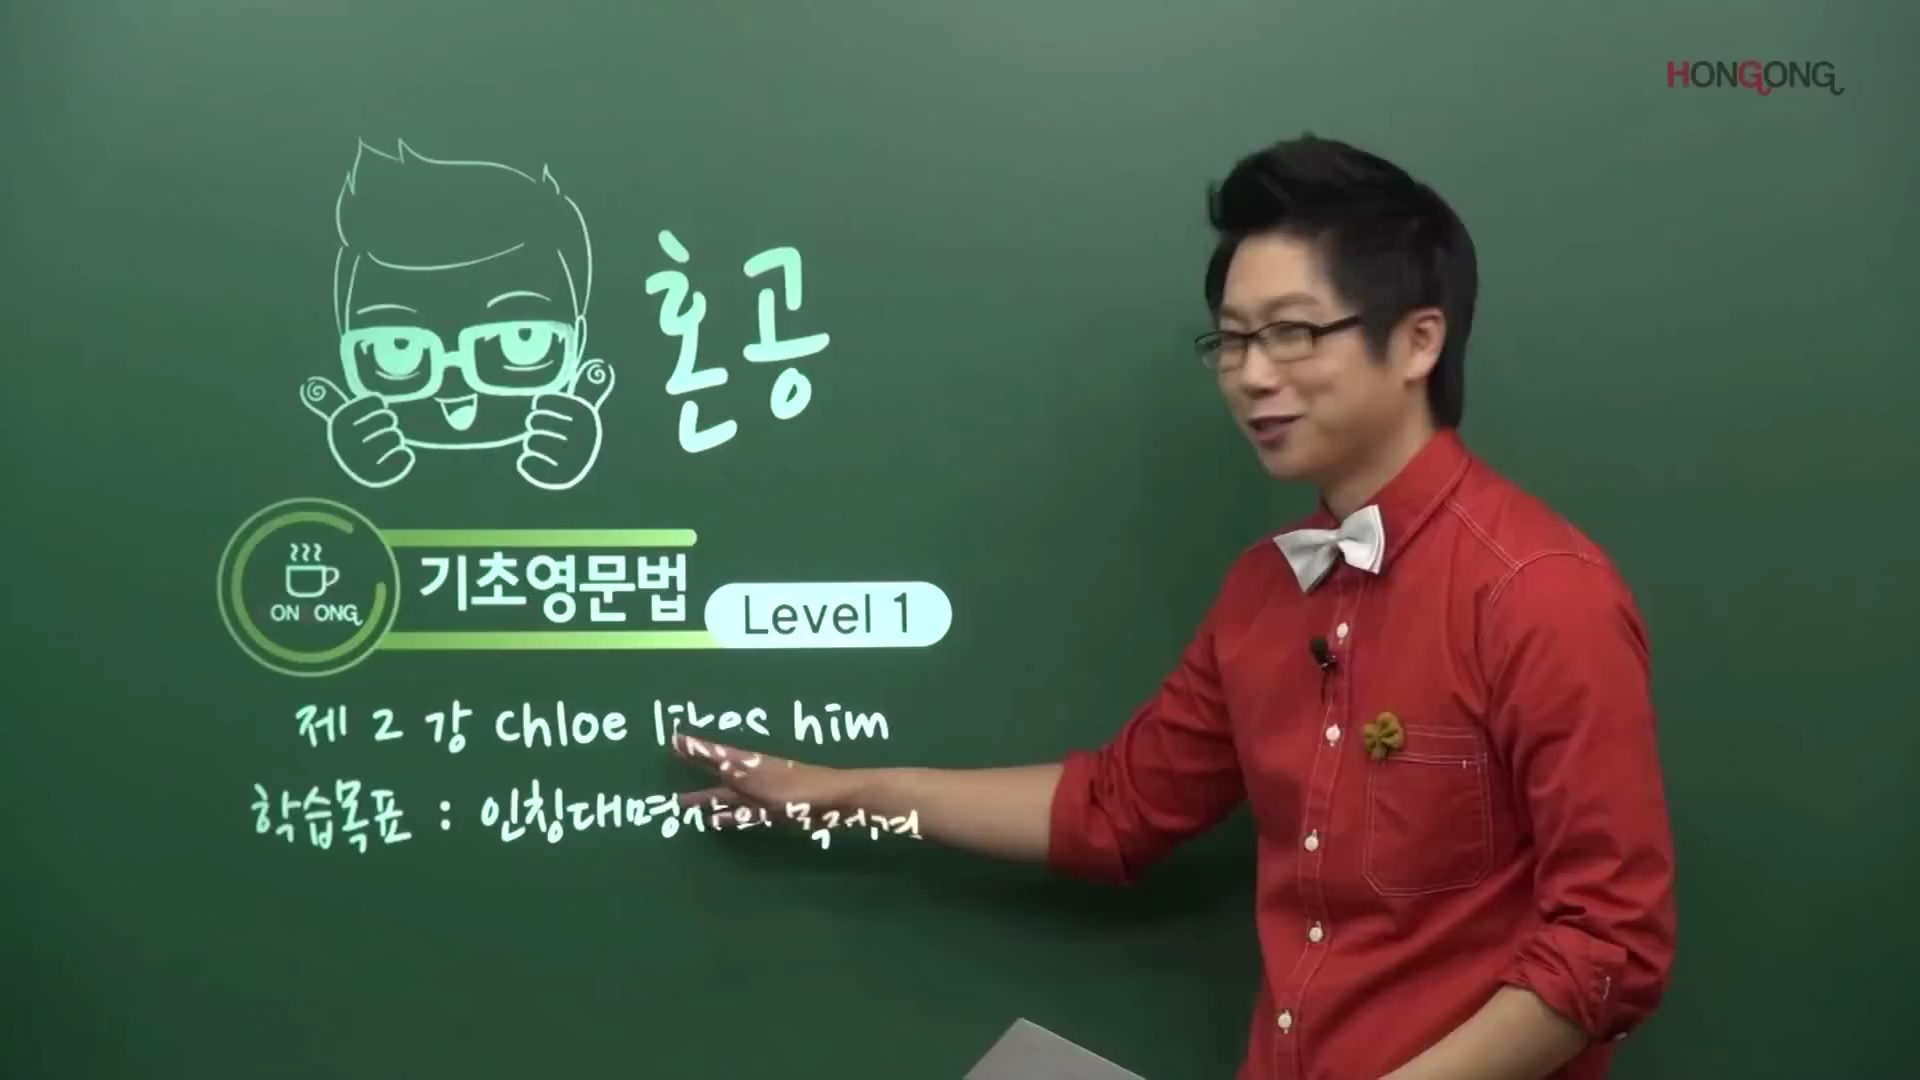 HONGONG
혼공
기초영문법
Level 1
ON ONG
제 2 강 chloe likes him
학습목표 : 인칭대명사의 목적격